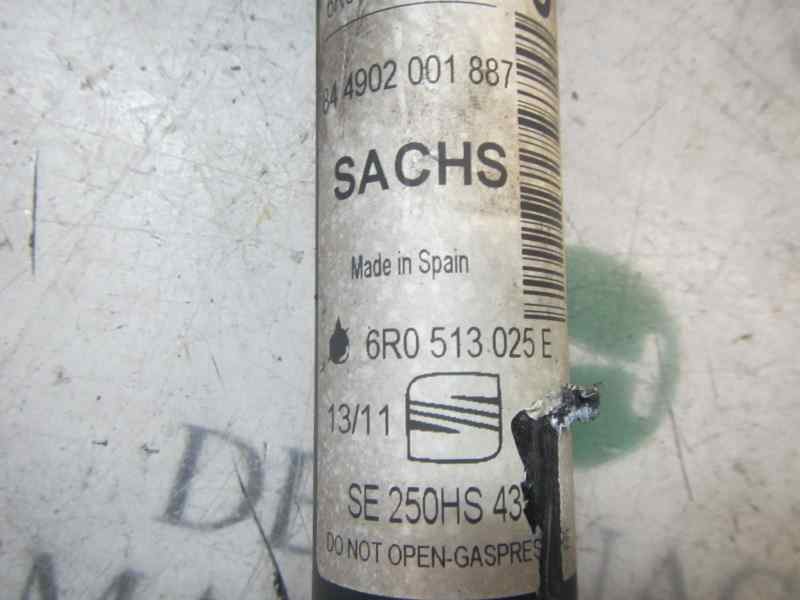 84 4902 001 887
SACHS
Made in Spain
6R0 513 025 E
13/11
SE 250HS 43
DO NOT OPEN-GASPRES RE